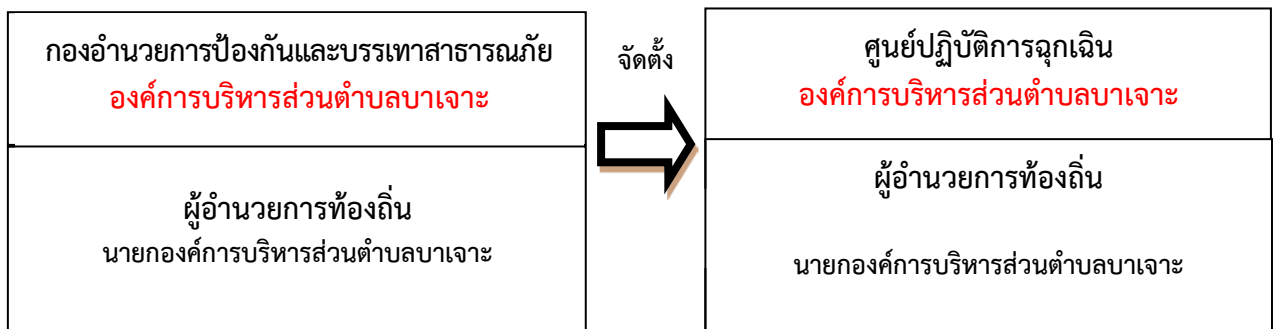 กองอำนวยการป้องกันและบรรเทาสาธารณภัย
องค์การบริหารส่วนตำบลบาเจาะ
ผู้อำนวยการท้องถิ่น
นายกองค์การบริหารส่วนตำบลบาเจาะ
จัดตั้ง
ศูนย์ปฏิบัติการฉุกเฉิน
องค์การบริหารส่วนตำบลบาเจาะ
ผู้อำนวยการท้องถิ่น
นายกองค์การบริหารส่วนตำบลบาเจาะ